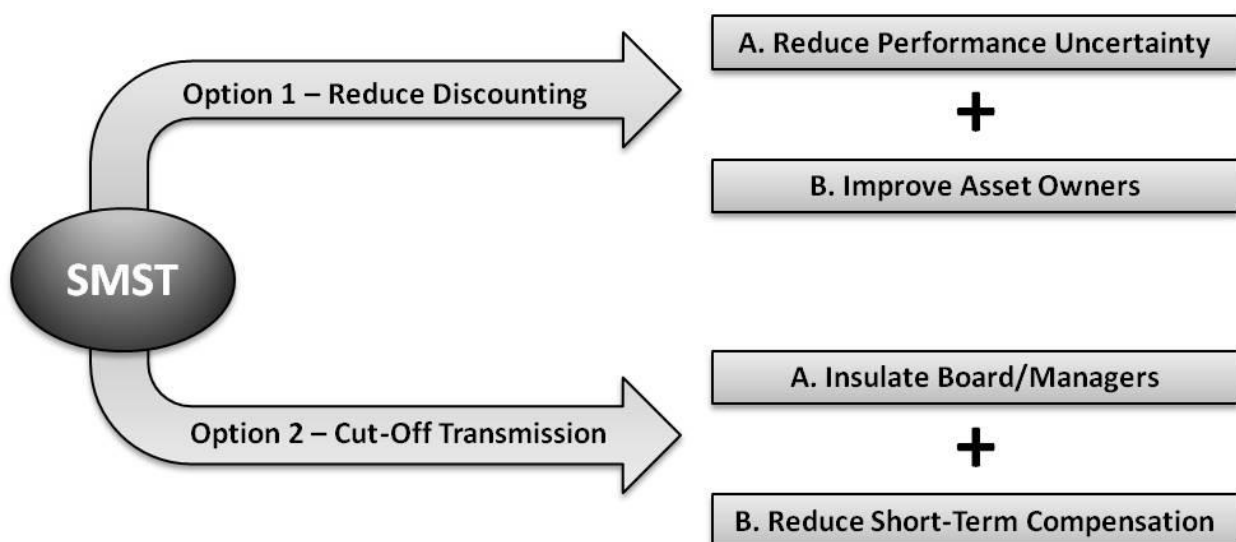 A. Reduce Performance Uncertainty
Option 1 – Reduce Discounting
+
B. Improve Asset Owners
SMST
A. Insulate Board/Managers
Option 2 – Cut-Off Transmission
+
B. Reduce Short-Term Compensation